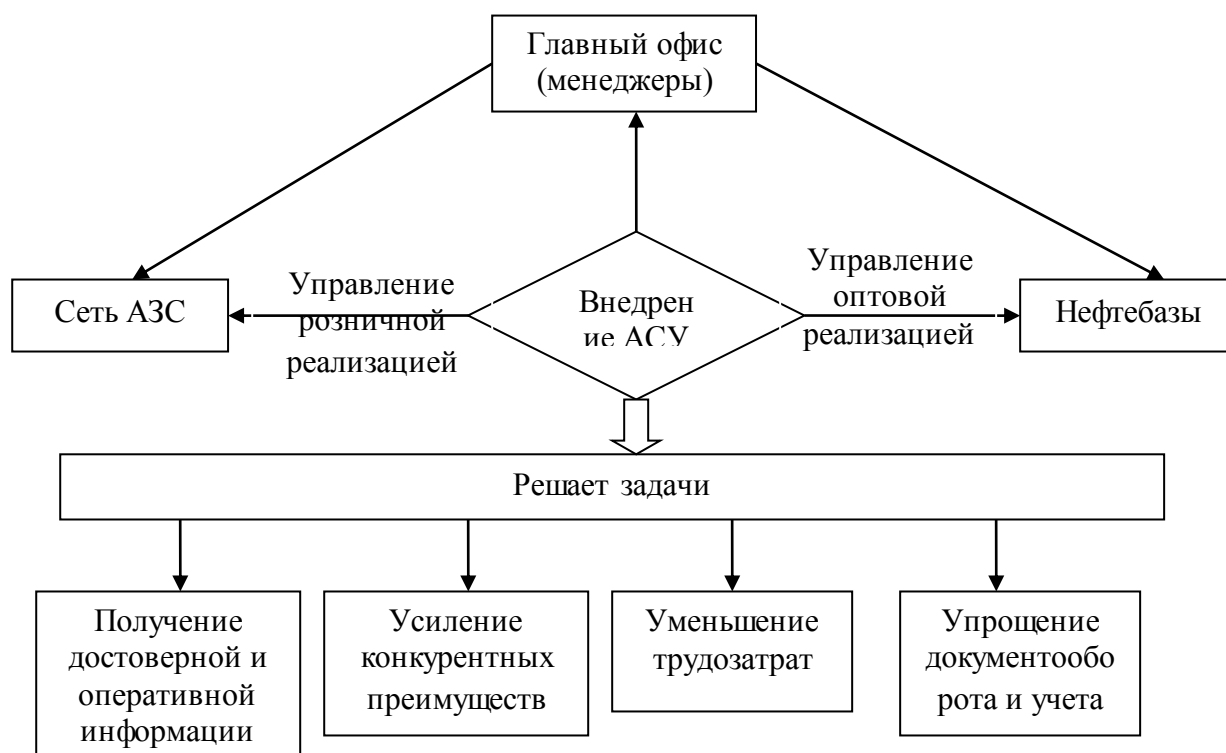 Главный офис
(менеджеры)
Сеть АЗС
Управление
розничной
реализацией
Внедрен
ие АСУ
Управление
оптовой
реализацией
Нефтебазы
Решает задачи
Получение
достоверной и
оперативной
информации
Усиление
конкурентных
преимуществ
Уменьшение
трудозатрат
Упрощение
документообо
рота и учета